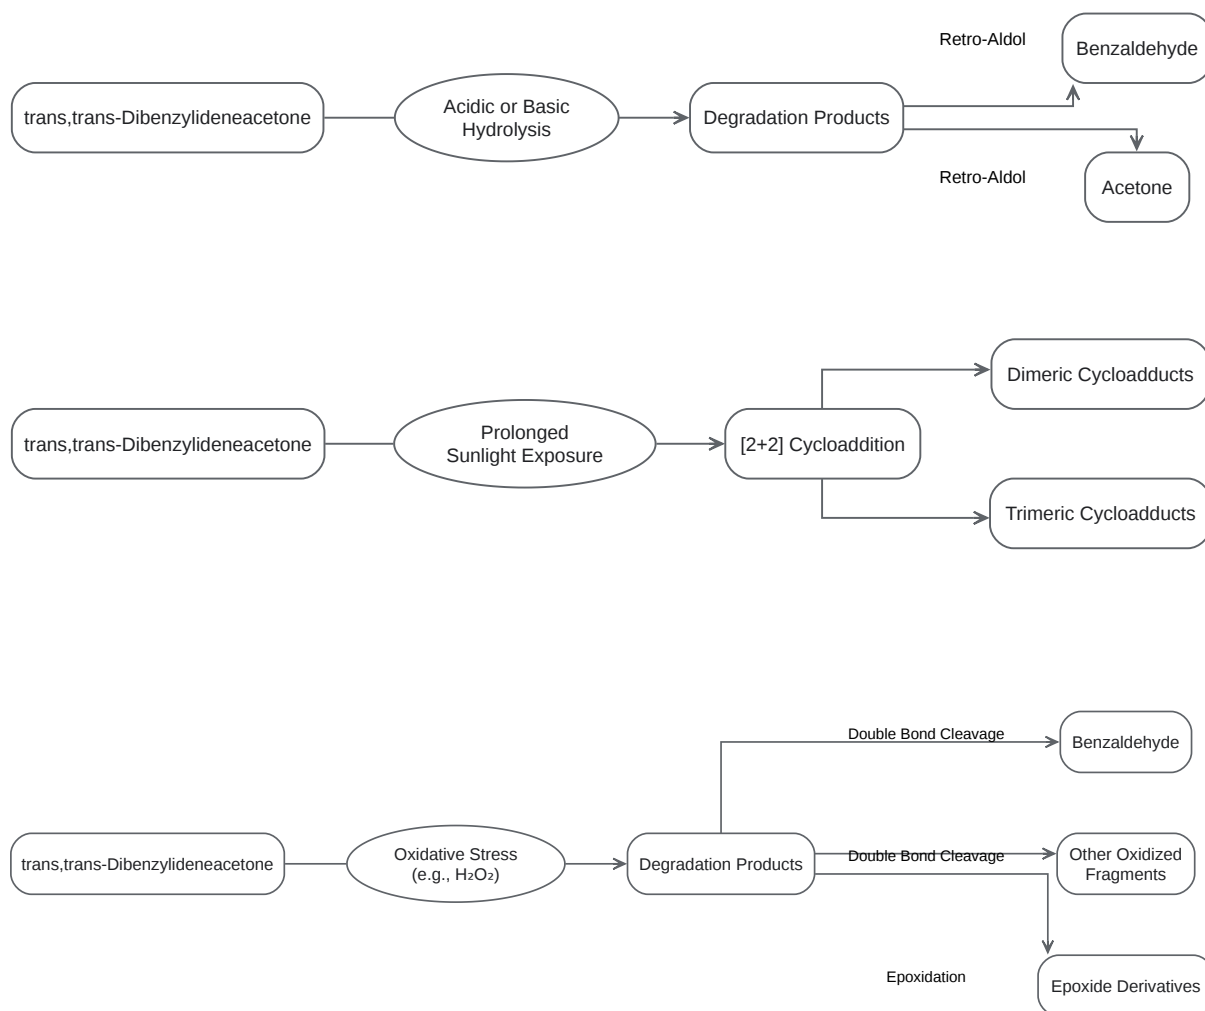 Retro-Aldol
Benzaldehyde
trans,trans-Dibenzylideneacetone
Acidic or Basic
Hydrolysis
Degradation Products
Retro-Aldol
Acetone
Dimeric Cycloadducts
trans,trans-Dibenzylideneacetone
Prolonged
Sunlight Exposure
[2+2] Cycloaddition
Trimeric Cycloadducts
Double Bond Cleavage
Benzaldehyde
trans,trans-Dibenzylideneacetone
Oxidative Stress
(e.g., H₂O₂)
Degradation Products
Double Bond Cleavage
Other Oxidized
Fragments
Epoxidation
Epoxide Derivatives